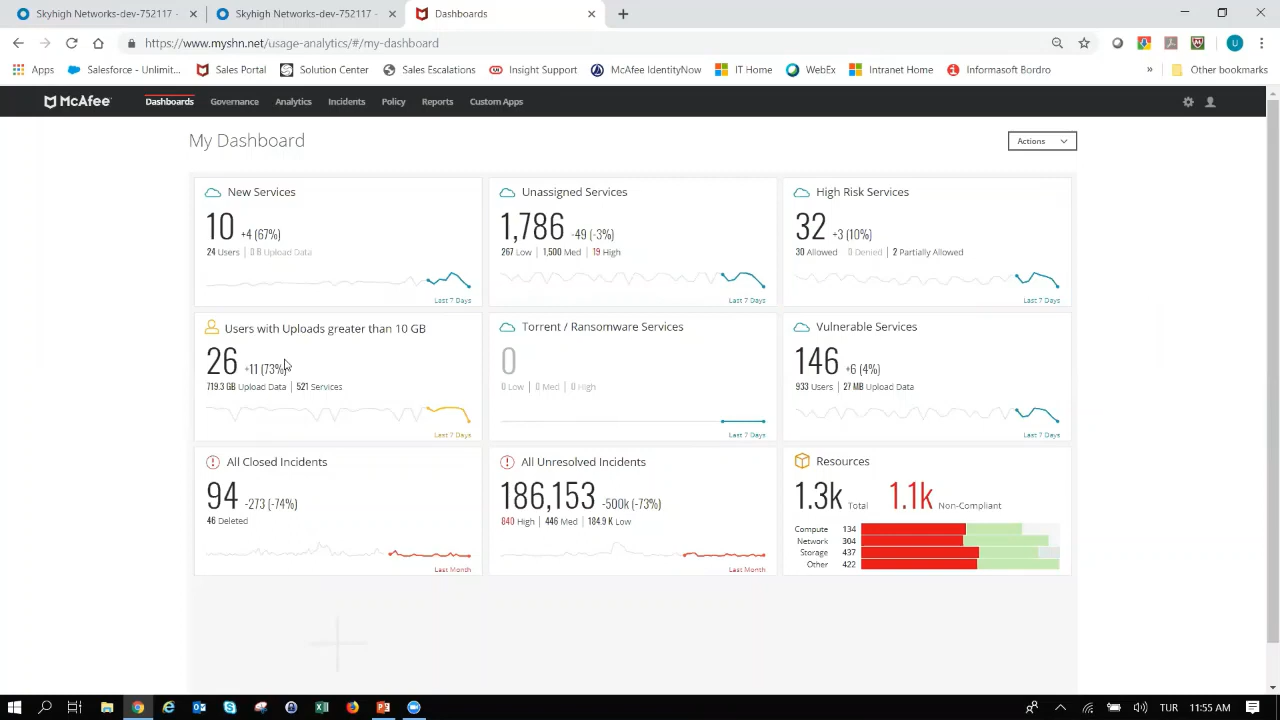 Skyhigh Networks-dev-752117 -
Skyhigh Networks-dev-752117 -
Dashboards
https://www.myshn.net/usage-analytics/#/my-dashboard
U
Apps
Salesforce - Unlimit...
Sales Portal
Solution Center
Sales Escalations
Insight Support
McAfee IdentityNow
IT Home
WebEx
Intranet Home
Informasoft Bordro
»
Other bookmarks
McAfee
Dashboards
Governance
Analytics
Incidents
Policy
Reports
Custom Apps
My Dashboard
Actions
New Services
10 +4 (67%)
24 Users | 0 B Upload Data
Last 7 Days
Unassigned Services
1,786 -49 (-3%)
267 Low | 1,500 Med | 19 High
Last 7 Days
High Risk Services
32 +3 (10%)
30 Allowed | 0 Denied | 2 Partially Allowed
Last 7 Days
Users with Uploads greater than 10 GB
26 +11 (73%)
719.3 GB Upload Data | 521 Services
Last 7 Days
Torrent / Ransomware Services
0
0 Low | 0 Med | 0 High
Last 7 Days
Vulnerable Services
146 +6 (4%)
933 Users | 27 MB Upload Data
Last 7 Days
All Closed Incidents
94 -273 (-74%)
46 Deleted
Last Month
All Unresolved Incidents
186,153 -500k (-73%)
840 High | 446 Med | 184.9 K Low
Last Month
Resources
1.3k Total 1.1k Non-Compliant
Compute 134
Network 304
Storage 437
Other 422
TUR
11:55 AM